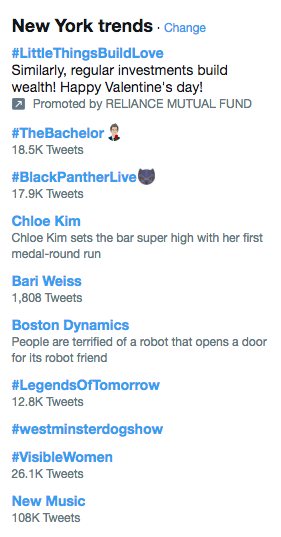 New York trends · Change
#LittleThingsBuildLove
Similarly, regular investments build
wealth! Happy Valentine's day!
Promoted by RELIANCE MUTUAL FUND
#TheBachelor
18.5K Tweets
#BlackPantherLive
17.9K Tweets
Chloe Kim
Chloe Kim sets the bar super high with her first
medal-round run
Bari Weiss
1,808 Tweets
Boston Dynamics
People are terrified of a robot that opens a door
for its robot friend
#LegendsOfTomorrow
12.8K Tweets
#westminsterdogshow
#VisibleWomen
26.1K Tweets
New Music
108K Tweets